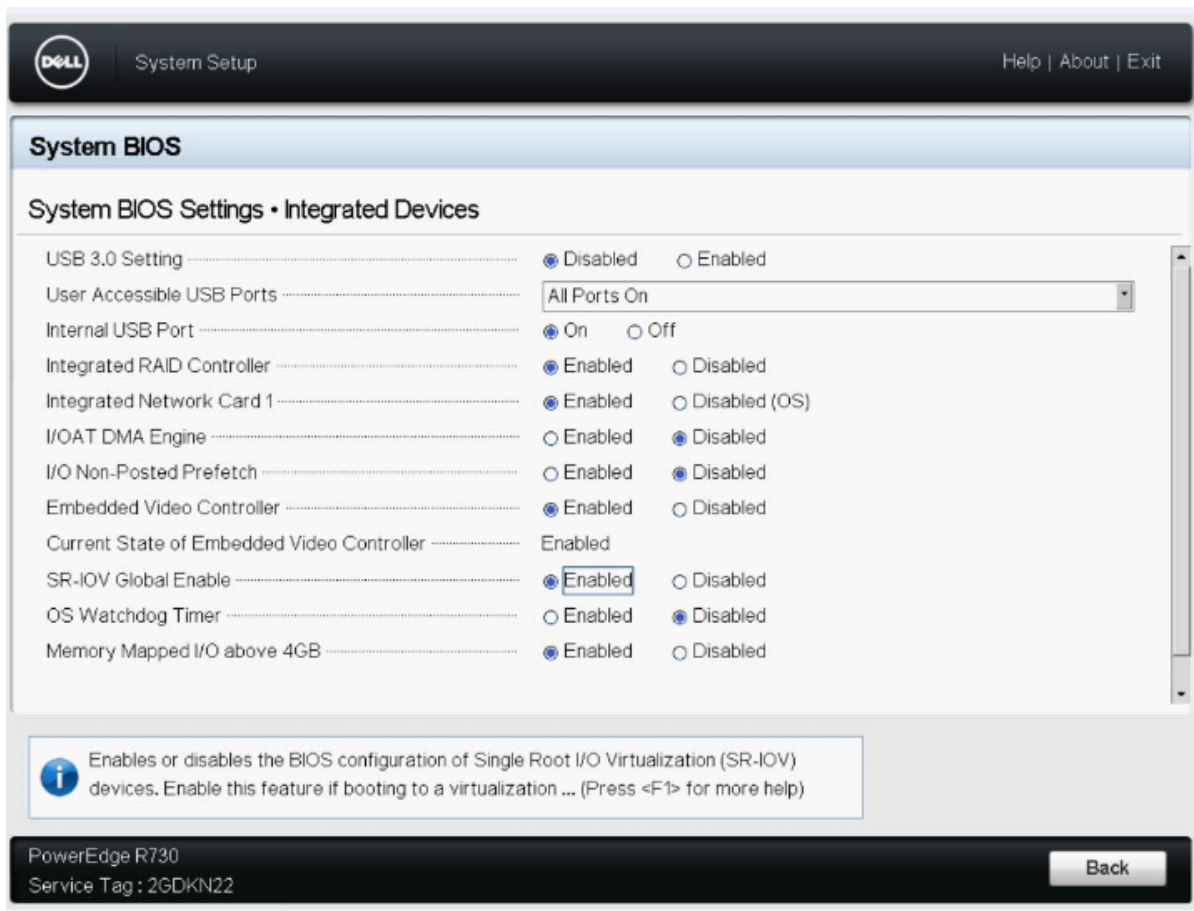 DELL System Setup Help | About | Exit
System BIOS
System BIOS Settings • Integrated Devices
USB 3.0 Setting Disabled Enabled
User Accessible USB Ports All Ports On
Internal USB Port On Off
Integrated RAID Controller Enabled Disabled
Integrated Network Card 1 Enabled Disabled (OS)
I/OAT DMA Engine Enabled Disabled
I/O Non-Posted Prefetch Enabled Disabled
Embedded Video Controller Enabled Disabled
Current State of Embedded Video Controller Enabled
SR-IOV Global Enable Enabled Disabled
OS Watchdog Timer Enabled Disabled
Memory Mapped I/O above 4GB Enabled Disabled
Enables or disables the BIOS configuration of Single Root I/O Virtualization (SR-IOV)
devices. Enable this feature if booting to a virtualization ... (Press <F1> for more help)
PowerEdge R730
Service Tag : 2GDKN22
Back